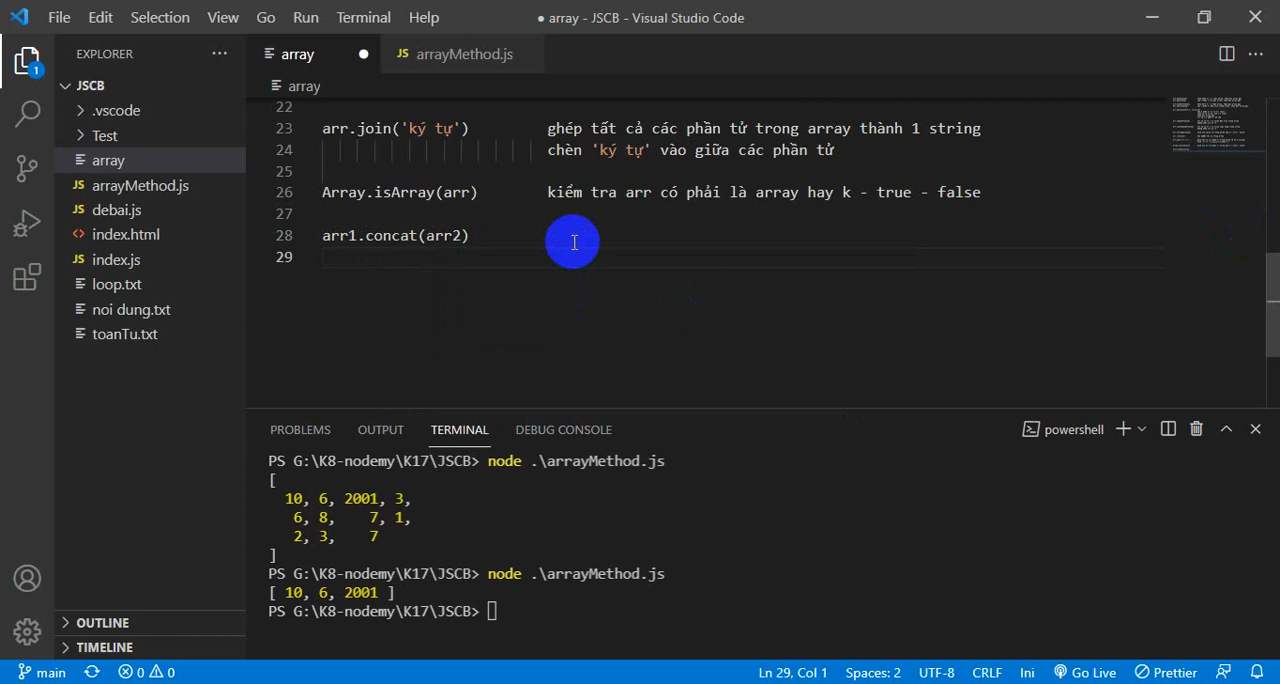 File Edit Selection View Go Run Terminal Help
● array - JSCB - Visual Studio Code
EXPLORER
array
JS arrayMethod.js
1
JSCB
array
.vscode
Test
array
JS arrayMethod.js
JS debai.js
<> index.html
JS index.js
loop.txt
noi dung.txt
toanTu.txt
OUTLINE
TIMELINE
22
23 arr.join('ký tự') ghép tất cả các phần tử trong array thành 1 string
24 chèn 'ký tự' vào giữa các phần tử
25
26 Array.isArray(arr) kiểm tra arr có phải là array hay k - true - false
27
28 arr1.concat(arr2)
29
PROBLEMS OUTPUT TERMINAL DEBUG CONSOLE
powershell
PS G:\K8-nodemy\K17\JSCB> node .\arrayMethod.js
[
10, 6, 2001, 3,
6, 8, 7, 1,
2, 3, 7
]
PS G:\K8-nodemy\K17\JSCB> node .\arrayMethod.js
[ 10, 6, 2001 ]
PS G:\K8-nodemy\K17\JSCB>
main 0 0 Ln 29, Col 1 Spaces: 2 UTF-8 CRLF Ini Go Live Prettier